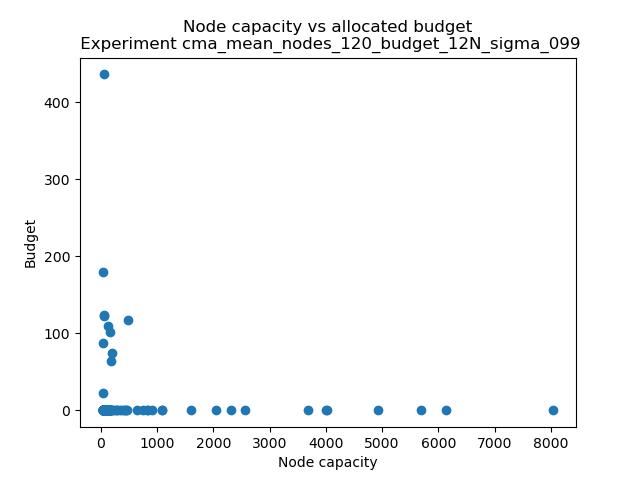 Node capacity vs allocated budget
Experiment cma_mean_nodes_120_budget_12N_sigma_099
400
300
200
100
0
Budget
0 1000 2000 3000 4000 5000 6000 7000 8000
Node capacity